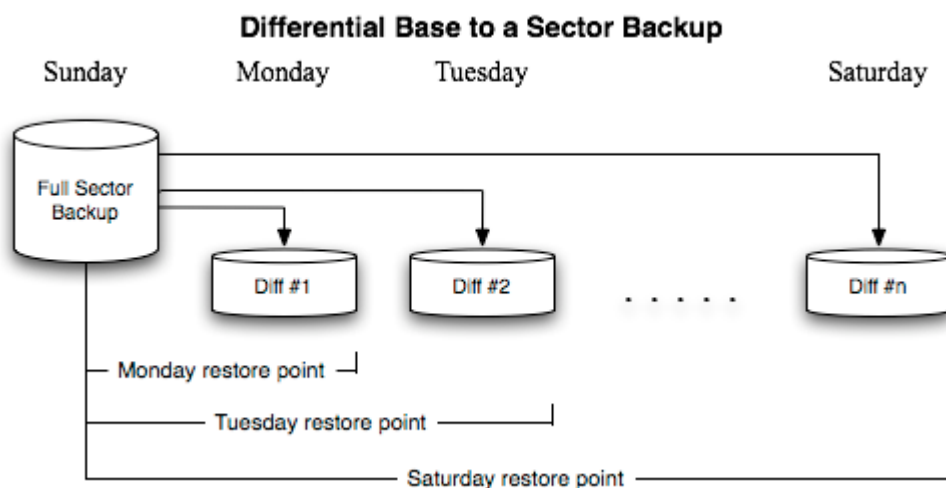 Differential Base to a Sector Backup
Sunday Monday Tuesday Saturday
Full Sector
Backup
Diff #1 Diff #2 . . . . . Diff #n
Monday restore point
Tuesday restore point
Saturday restore point